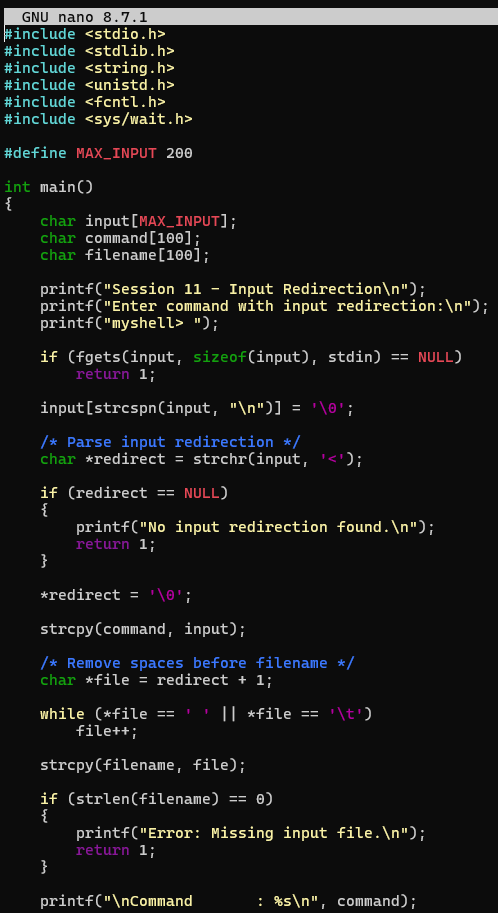 GNU nano 8.7.1
#include <stdio.h>
#include <stdlib.h>
#include <string.h>
#include <unistd.h>
#include <fcntl.h>
#include <sys/wait.h>

#define MAX_INPUT 200

int main()
{
    char input[MAX_INPUT];
    char command[100];
    char filename[100];

    printf("Session 11 - Input Redirection\n");
    printf("Enter command with input redirection:\n");
    printf("myshell> ");

    if (fgets(input, sizeof(input), stdin) == NULL)
        return 1;

    input[strcspn(input, "\n")] = '\0';

    /* Parse input redirection */
    char *redirect = strchr(input, '<');

    if (redirect == NULL)
    {
        printf("No input redirection found.\n");
        return 1;
    }

    *redirect = '\0';

    strcpy(command, input);

    /* Remove spaces before filename */
    char *file = redirect + 1;

    while (*file == ' ' || *file == '\t')
        file++;

    strcpy(filename, file);

    if (strlen(filename) == 0)
    {
        printf("Error: Missing input file.\n");
        return 1;
    }

    printf("\nCommand       : %s\n", command);